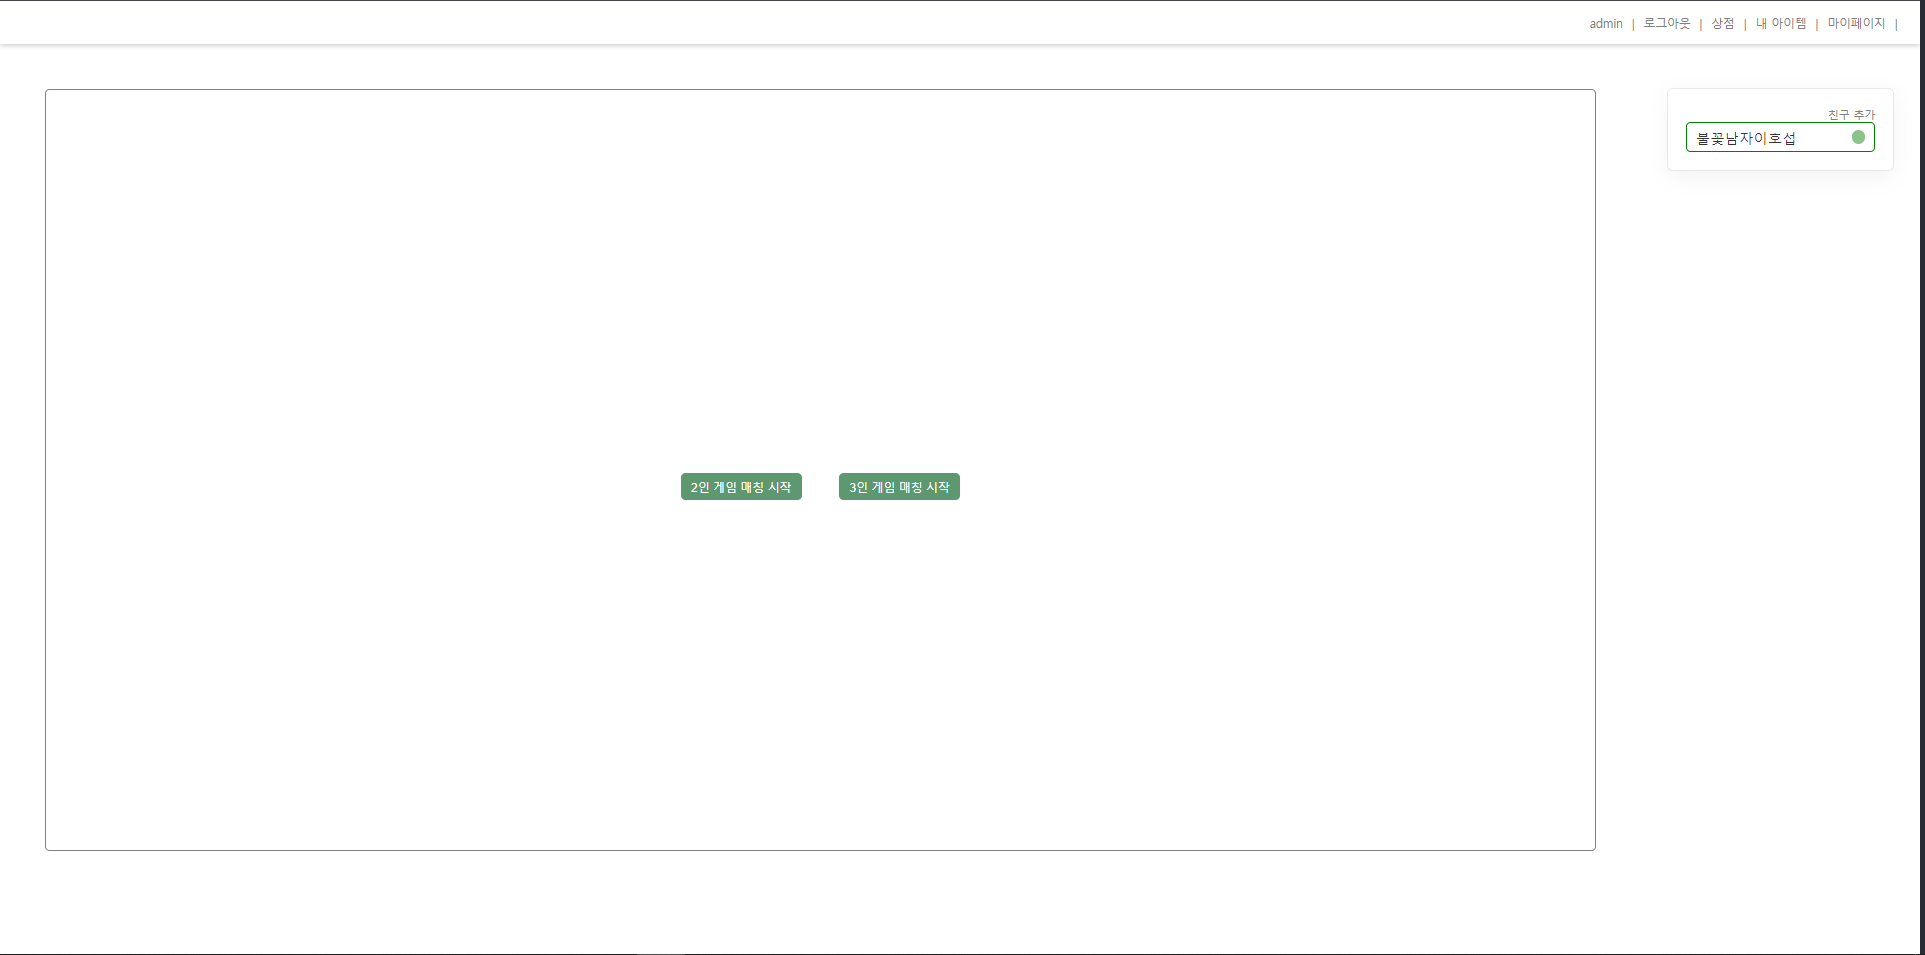 admin | 로그아웃 | 상점 | 내 아이템 | 마이페이지 |
친구 추가
불꽃남자이호섭
2인 게임 매칭 시작
3인 게임 매칭 시작